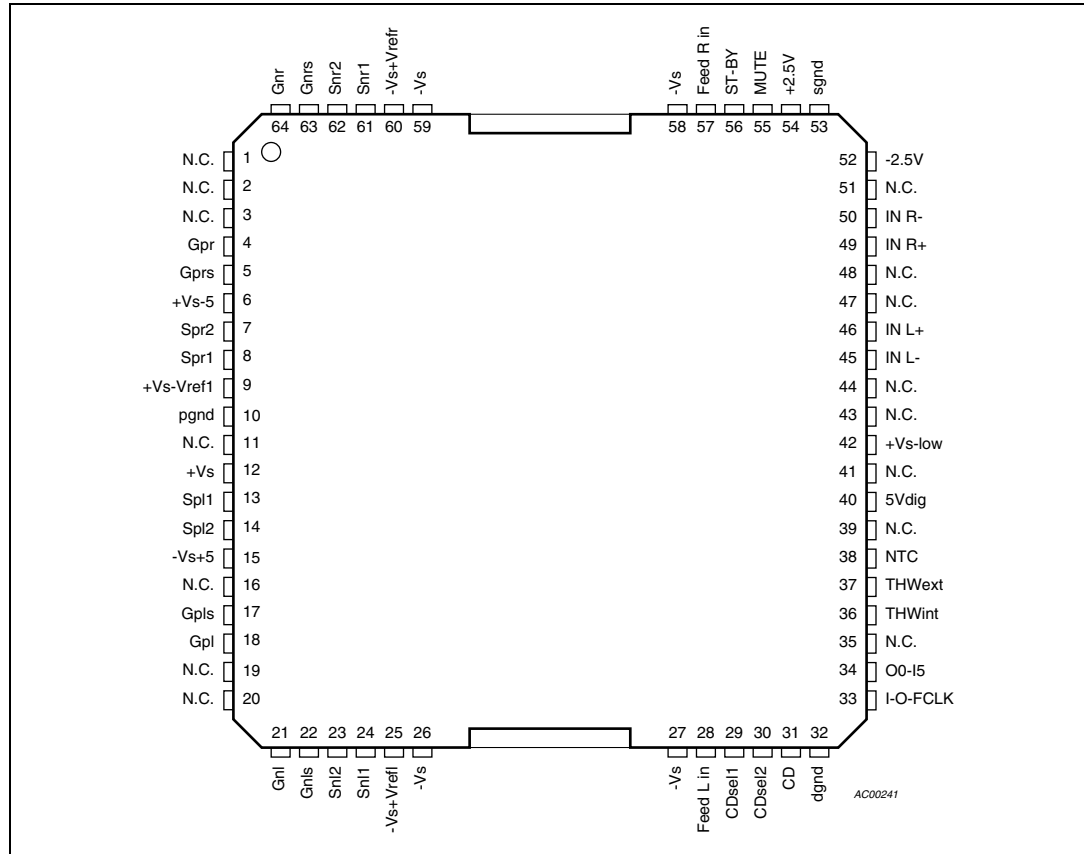 Gnr
Gnrs
Snr2
Snr1
-Vs+Vrefr
-Vs
-Vs
Feed R in
ST-BY
MUTE
+2.5V
sgnd
64 63 62 61 60 59 58 57 56 55 54 53
N.C. 1
N.C. 2
N.C. 3
Gpr 4
Gprs 5
+Vs-5 6
Spr2 7
Spr1 8
+Vs-Vref1 9
pgnd 10
N.C. 11
+Vs 12
Spl1 13
Spl2 14
-Vs+5 15
N.C. 16
Gpls 17
Gpl 18
N.C. 19
N.C. 20
52 -2.5V
51 N.C.
50 IN R-
49 IN R+
48 N.C.
47 N.C.
46 IN L+
45 IN L-
44 N.C.
43 N.C.
42 +Vs-low
41 N.C.
40 5Vdig
39 N.C.
38 NTC
37 THWext
36 THWint
35 N.C.
34 O0-I5
33 I-O-FCLK
21 22 23 24 25 26 27 28 29 30 31 32
Gnl
Gnls
Snl2
Snl1
-Vs+Vrefl
-Vs
-Vs
Feed L in
CDsel1
CDsel2
CD
dgnd
AC00241